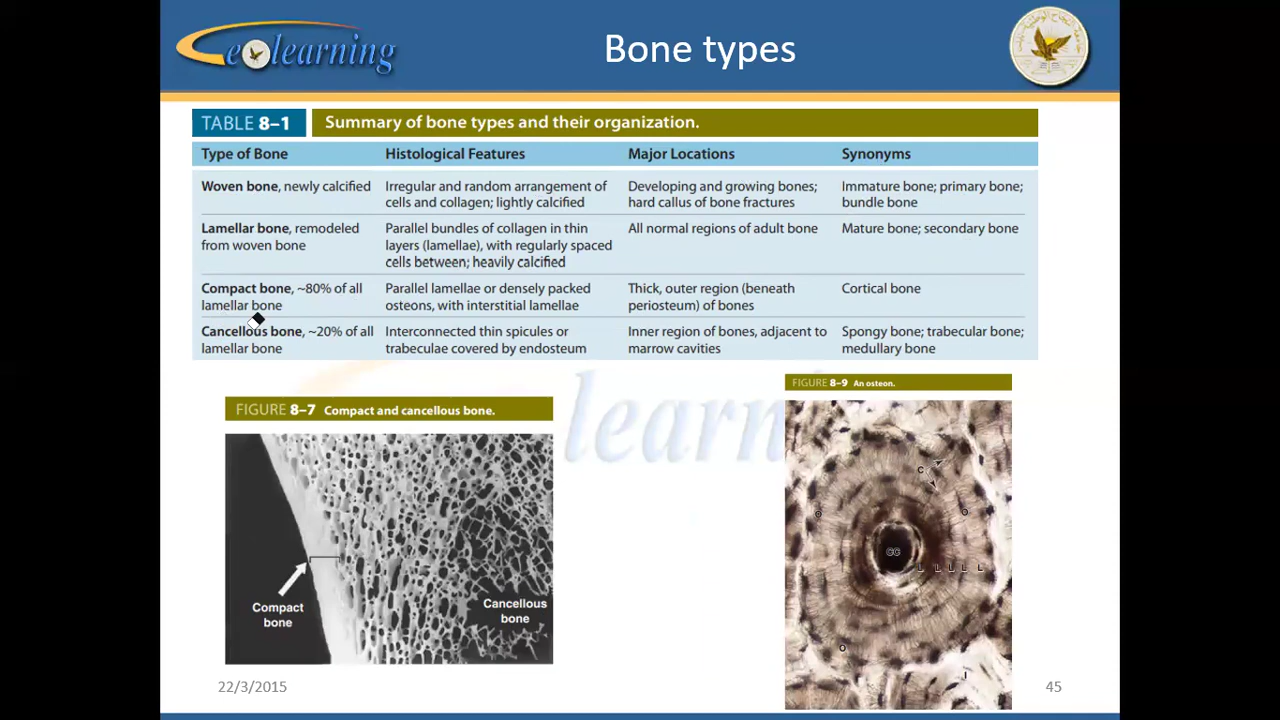 eolearning
Bone types
TABLE 8–1
Summary of bone types and their organization.
Type of Bone
Histological Features
Major Locations
Synonyms
Woven bone, newly calcified
Irregular and random arrangement of
cells and collagen; lightly calcified
Developing and growing bones;
hard callus of bone fractures
Immature bone; primary bone;
bundle bone
Lamellar bone, remodeled
from woven bone
Parallel bundles of collagen in thin
layers (lamellae), with regularly spaced
cells between; heavily calcified
All normal regions of adult bone
Mature bone; secondary bone
Compact bone, ~80% of all
lamellar bone
Parallel lamellae or densely packed
osteons, with interstitial lamellae
Thick, outer region (beneath
periosteum) of bones
Cortical bone
Cancellous bone, ~20% of all
lamellar bone
Interconnected thin spicules or
trabeculae covered by endosteum
Inner region of bones, adjacent to
marrow cavities
Spongy bone; trabecular bone;
medullary bone
FIGURE 8–7 Compact and cancellous bone.
Compact
bone
Cancellous
bone
learn
FIGURE 8–9 An osteon.
C
O
O
CC
L L L L L
O
I
22/3/2015
45